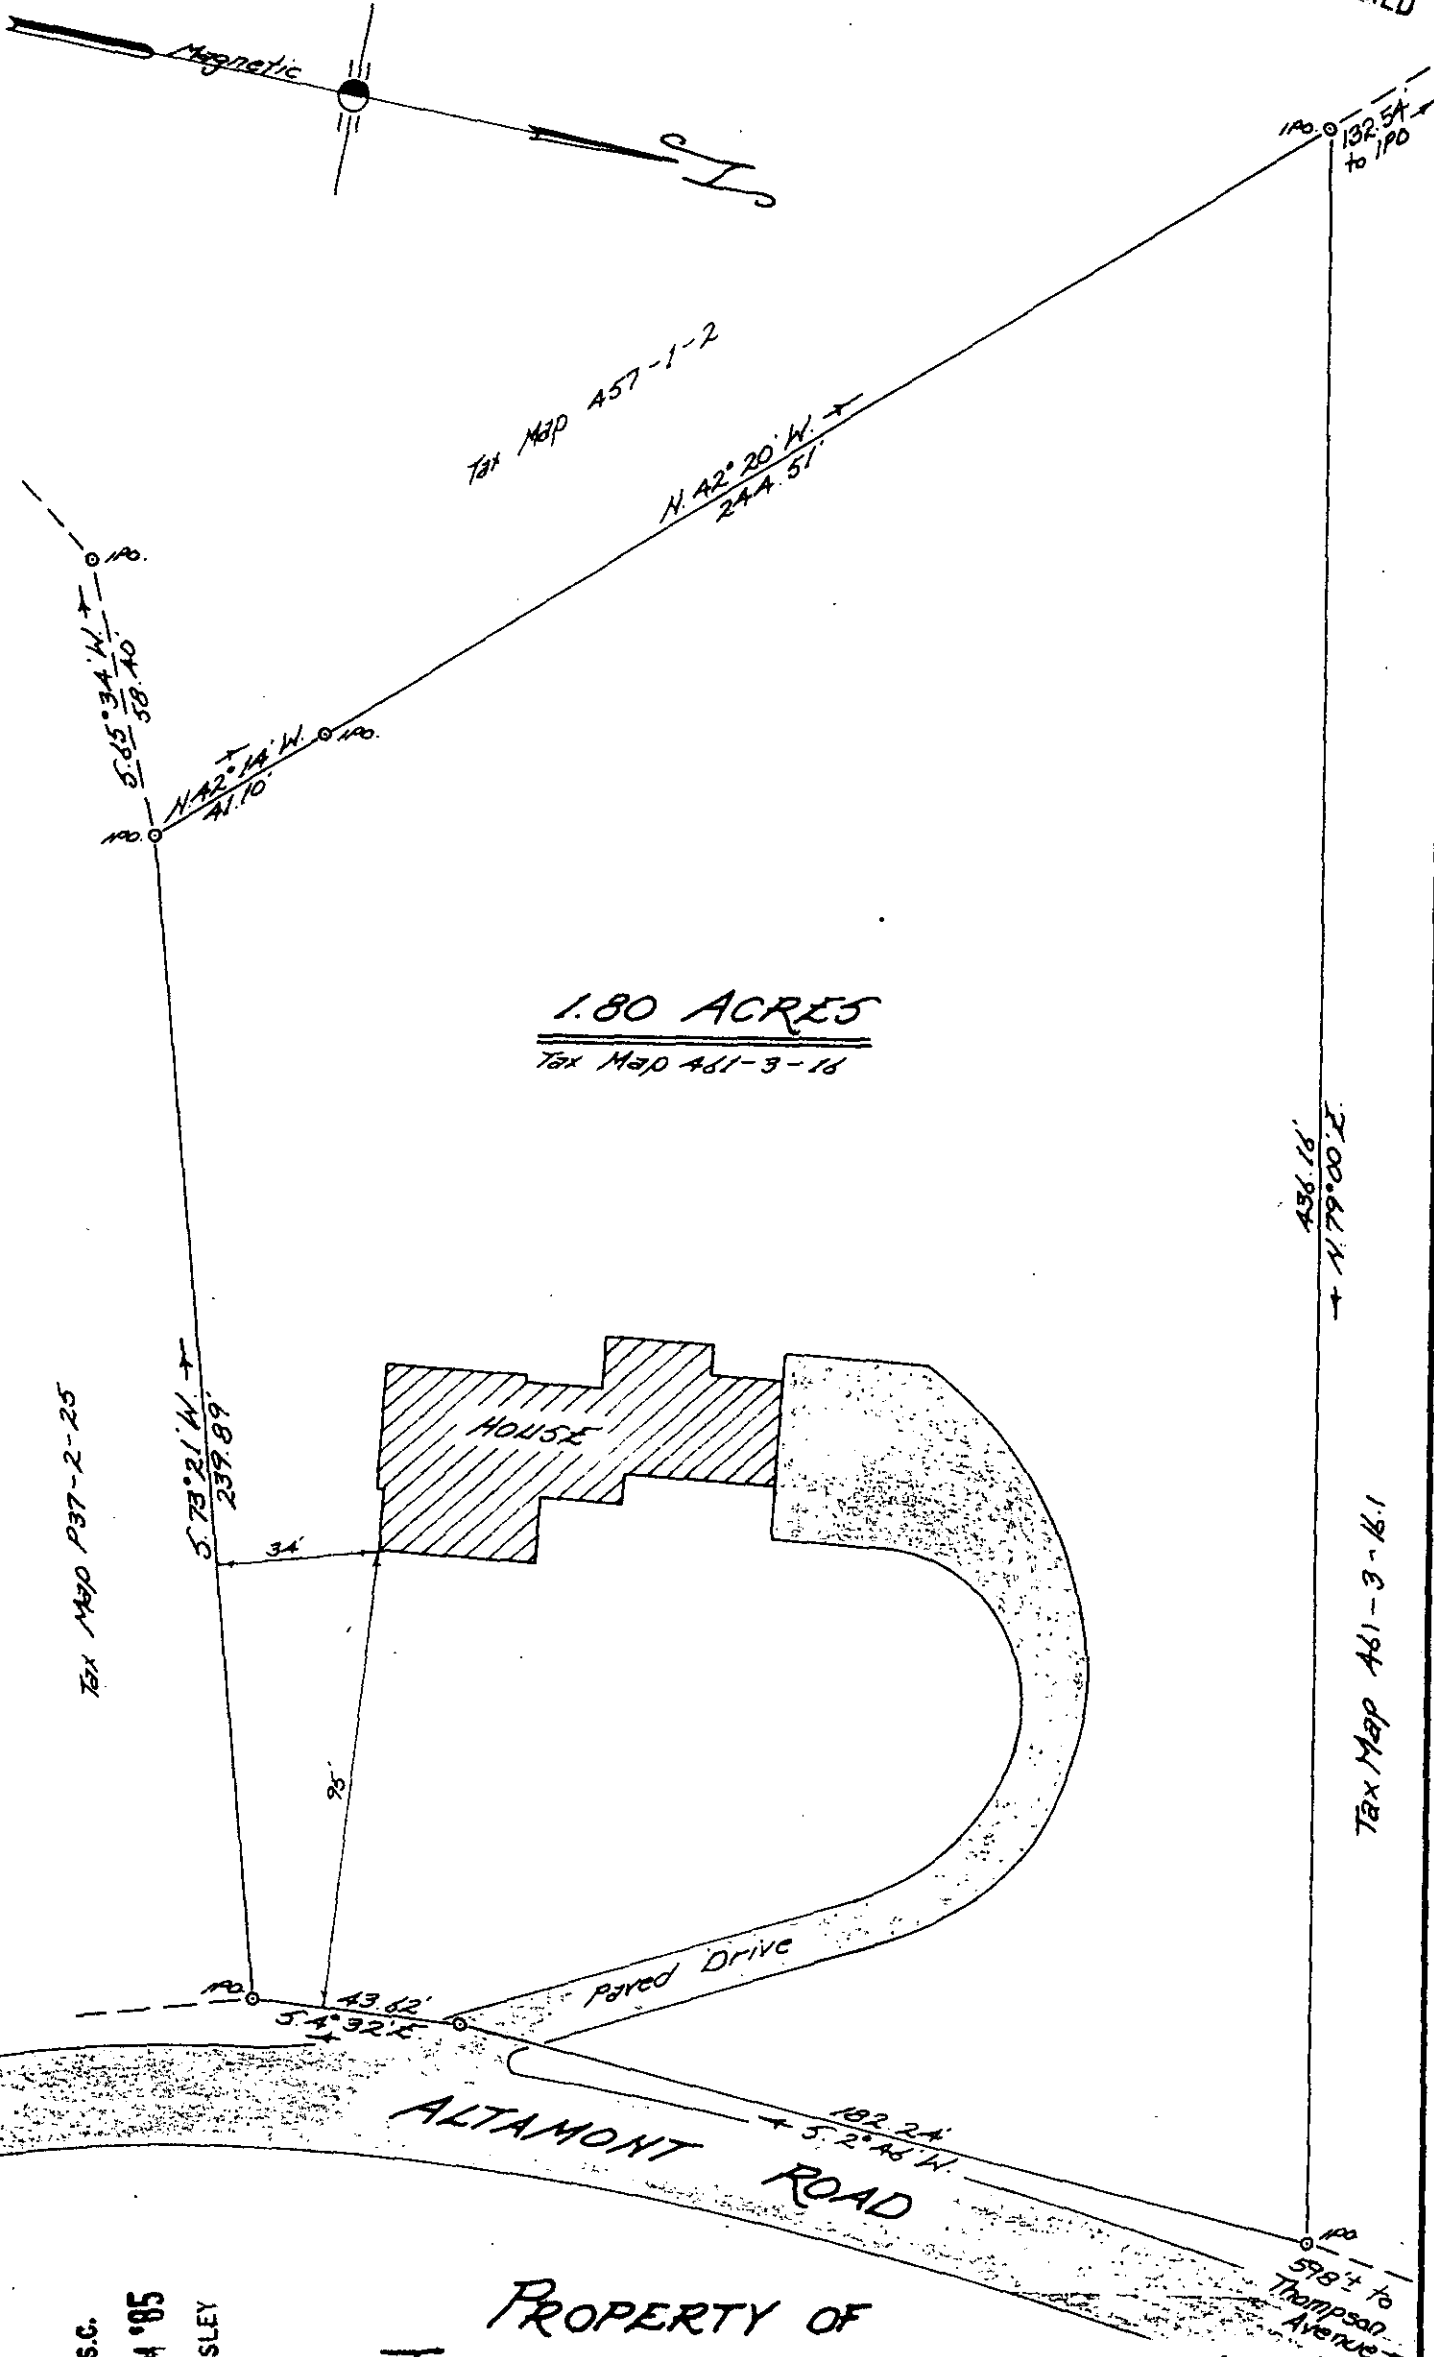 Magnetic
IPO.
132.54'
to IPO
Tax Map 457-1-2
N. 42° 20' W.
244.51'
IPO.
S. 65° 34' W.
58.40'
N. 42° 14' W.
41.10'
IPO.
IPO.
1.80 ACRES
Tax Map 461-3-16
436.16'
N. 79° 00' E.
S. 73° 21' W.
239.89'
Tax Map P37-2-25
HOUSE
34'
95'
Tax Map 461-3-16.1
Paved Drive
IPO.
43.62'
S. 4° 32' E
182.24'
S. 2° 46' W.
ALTAMONT ROAD
IPO
598'± to
Thompson
Avenue
PROPERTY OF
S.C.
'85
SLEY